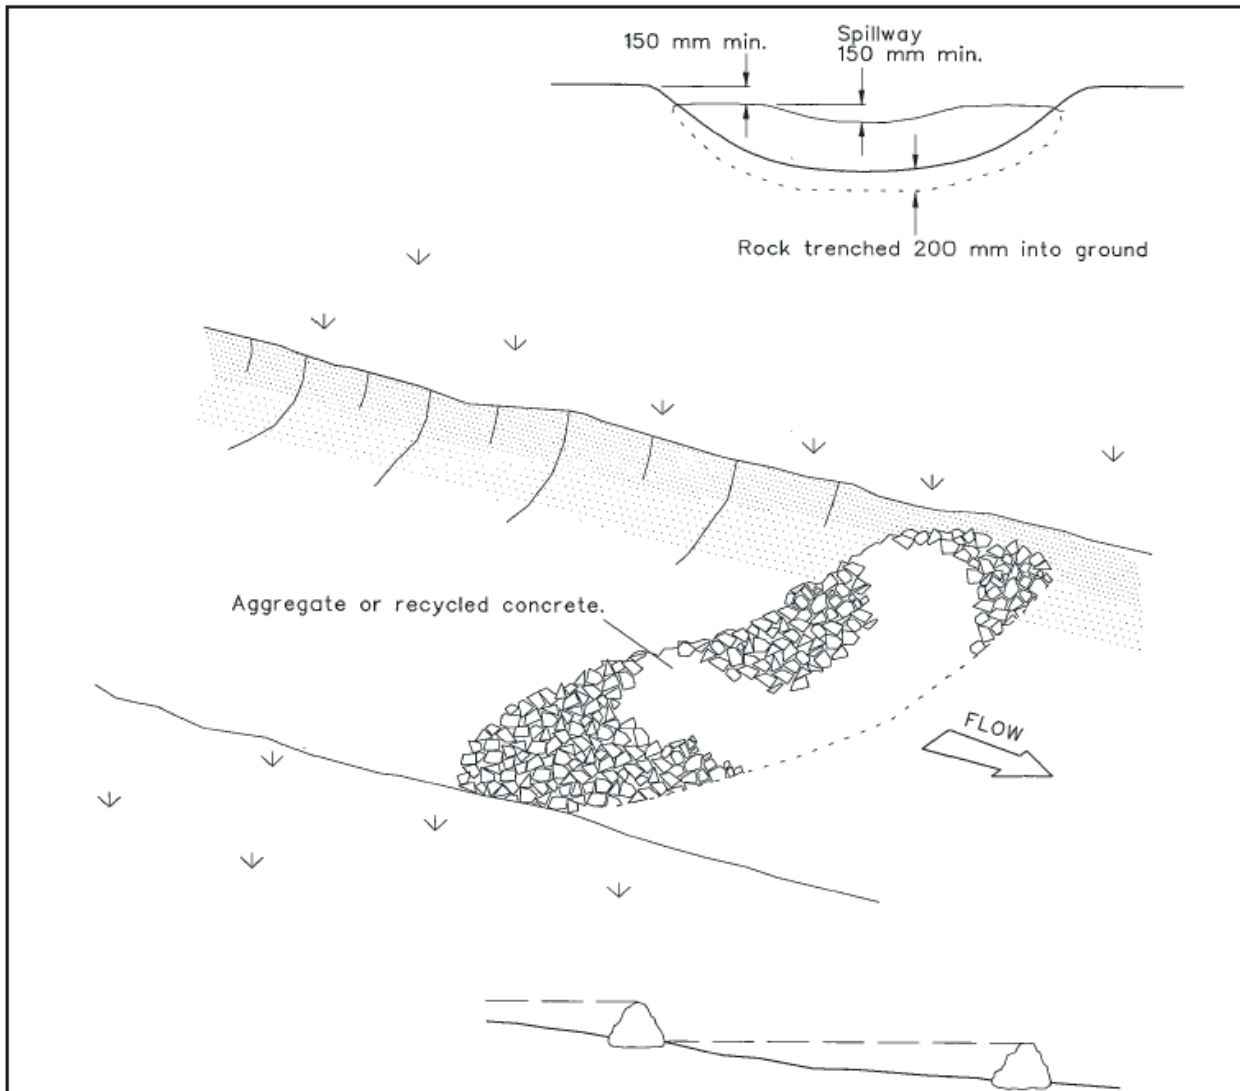 150 mm min.
Spillway
150 mm min.
Rock trenched 200 mm into ground
Aggregate or recycled concrete.
FLOW